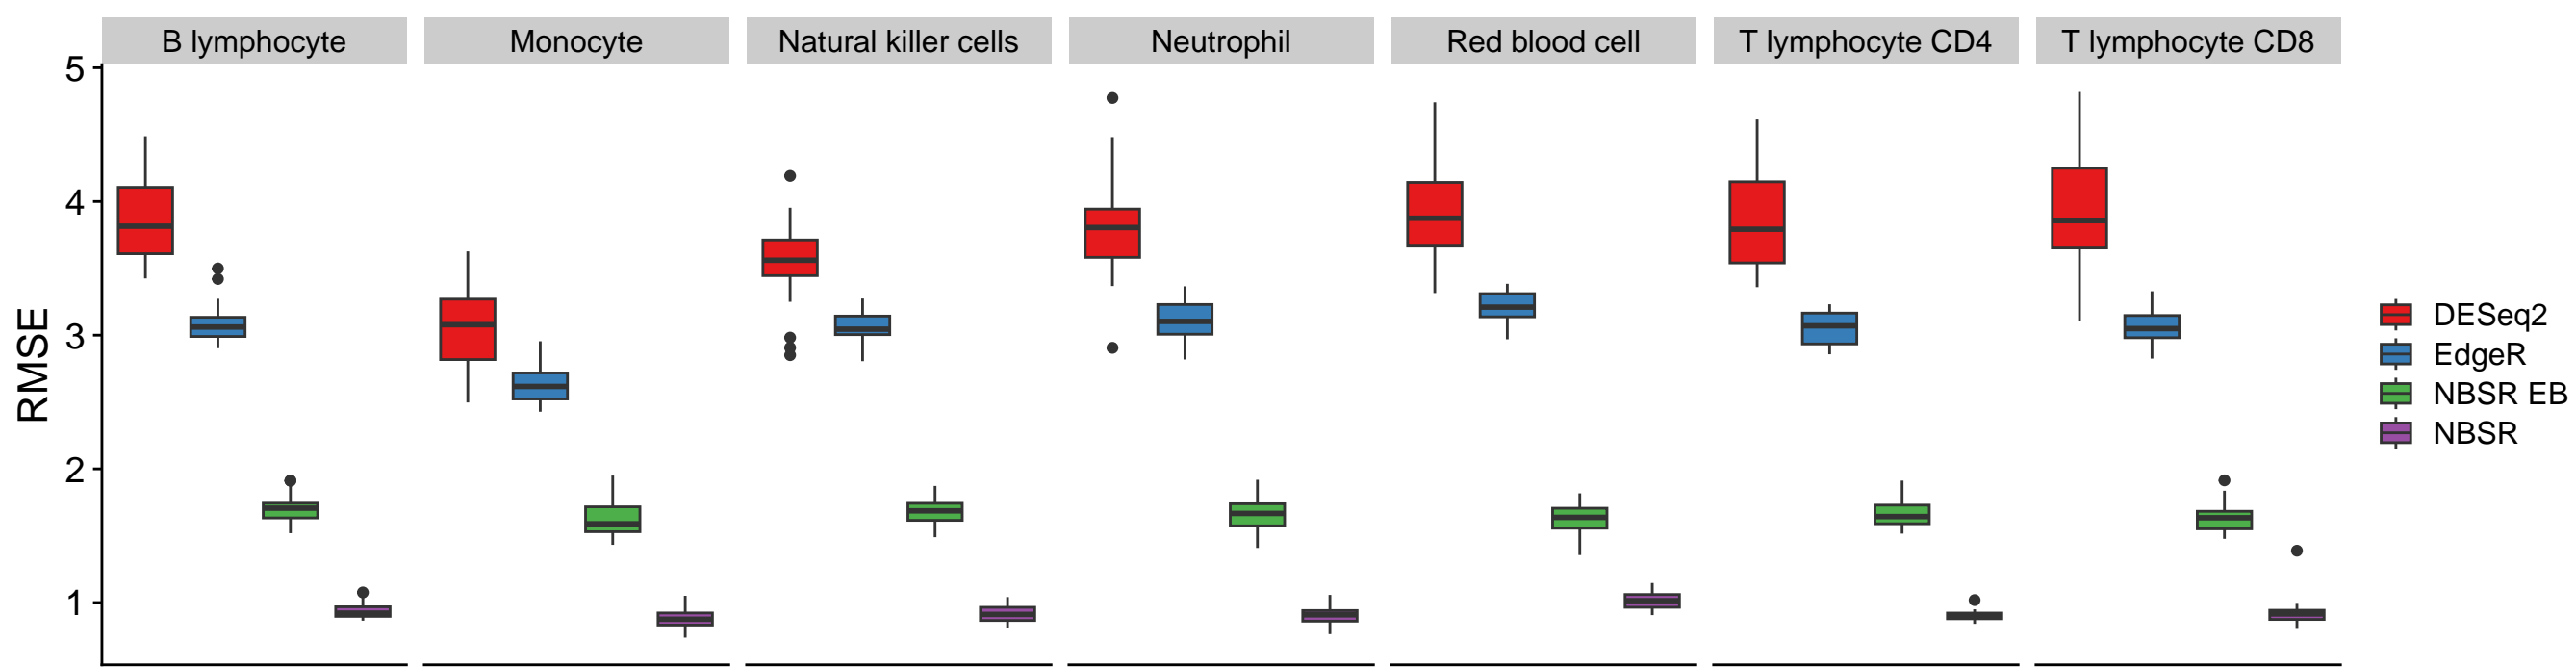 B lymphocyte
Monocyte
Natural killer cells
Neutrophil
Red blood cell
T lymphocyte CD4
T lymphocyte CD8
RMSE
5
4
3
2
1
DESeq2
EdgeR
NBSR EB
NBSR